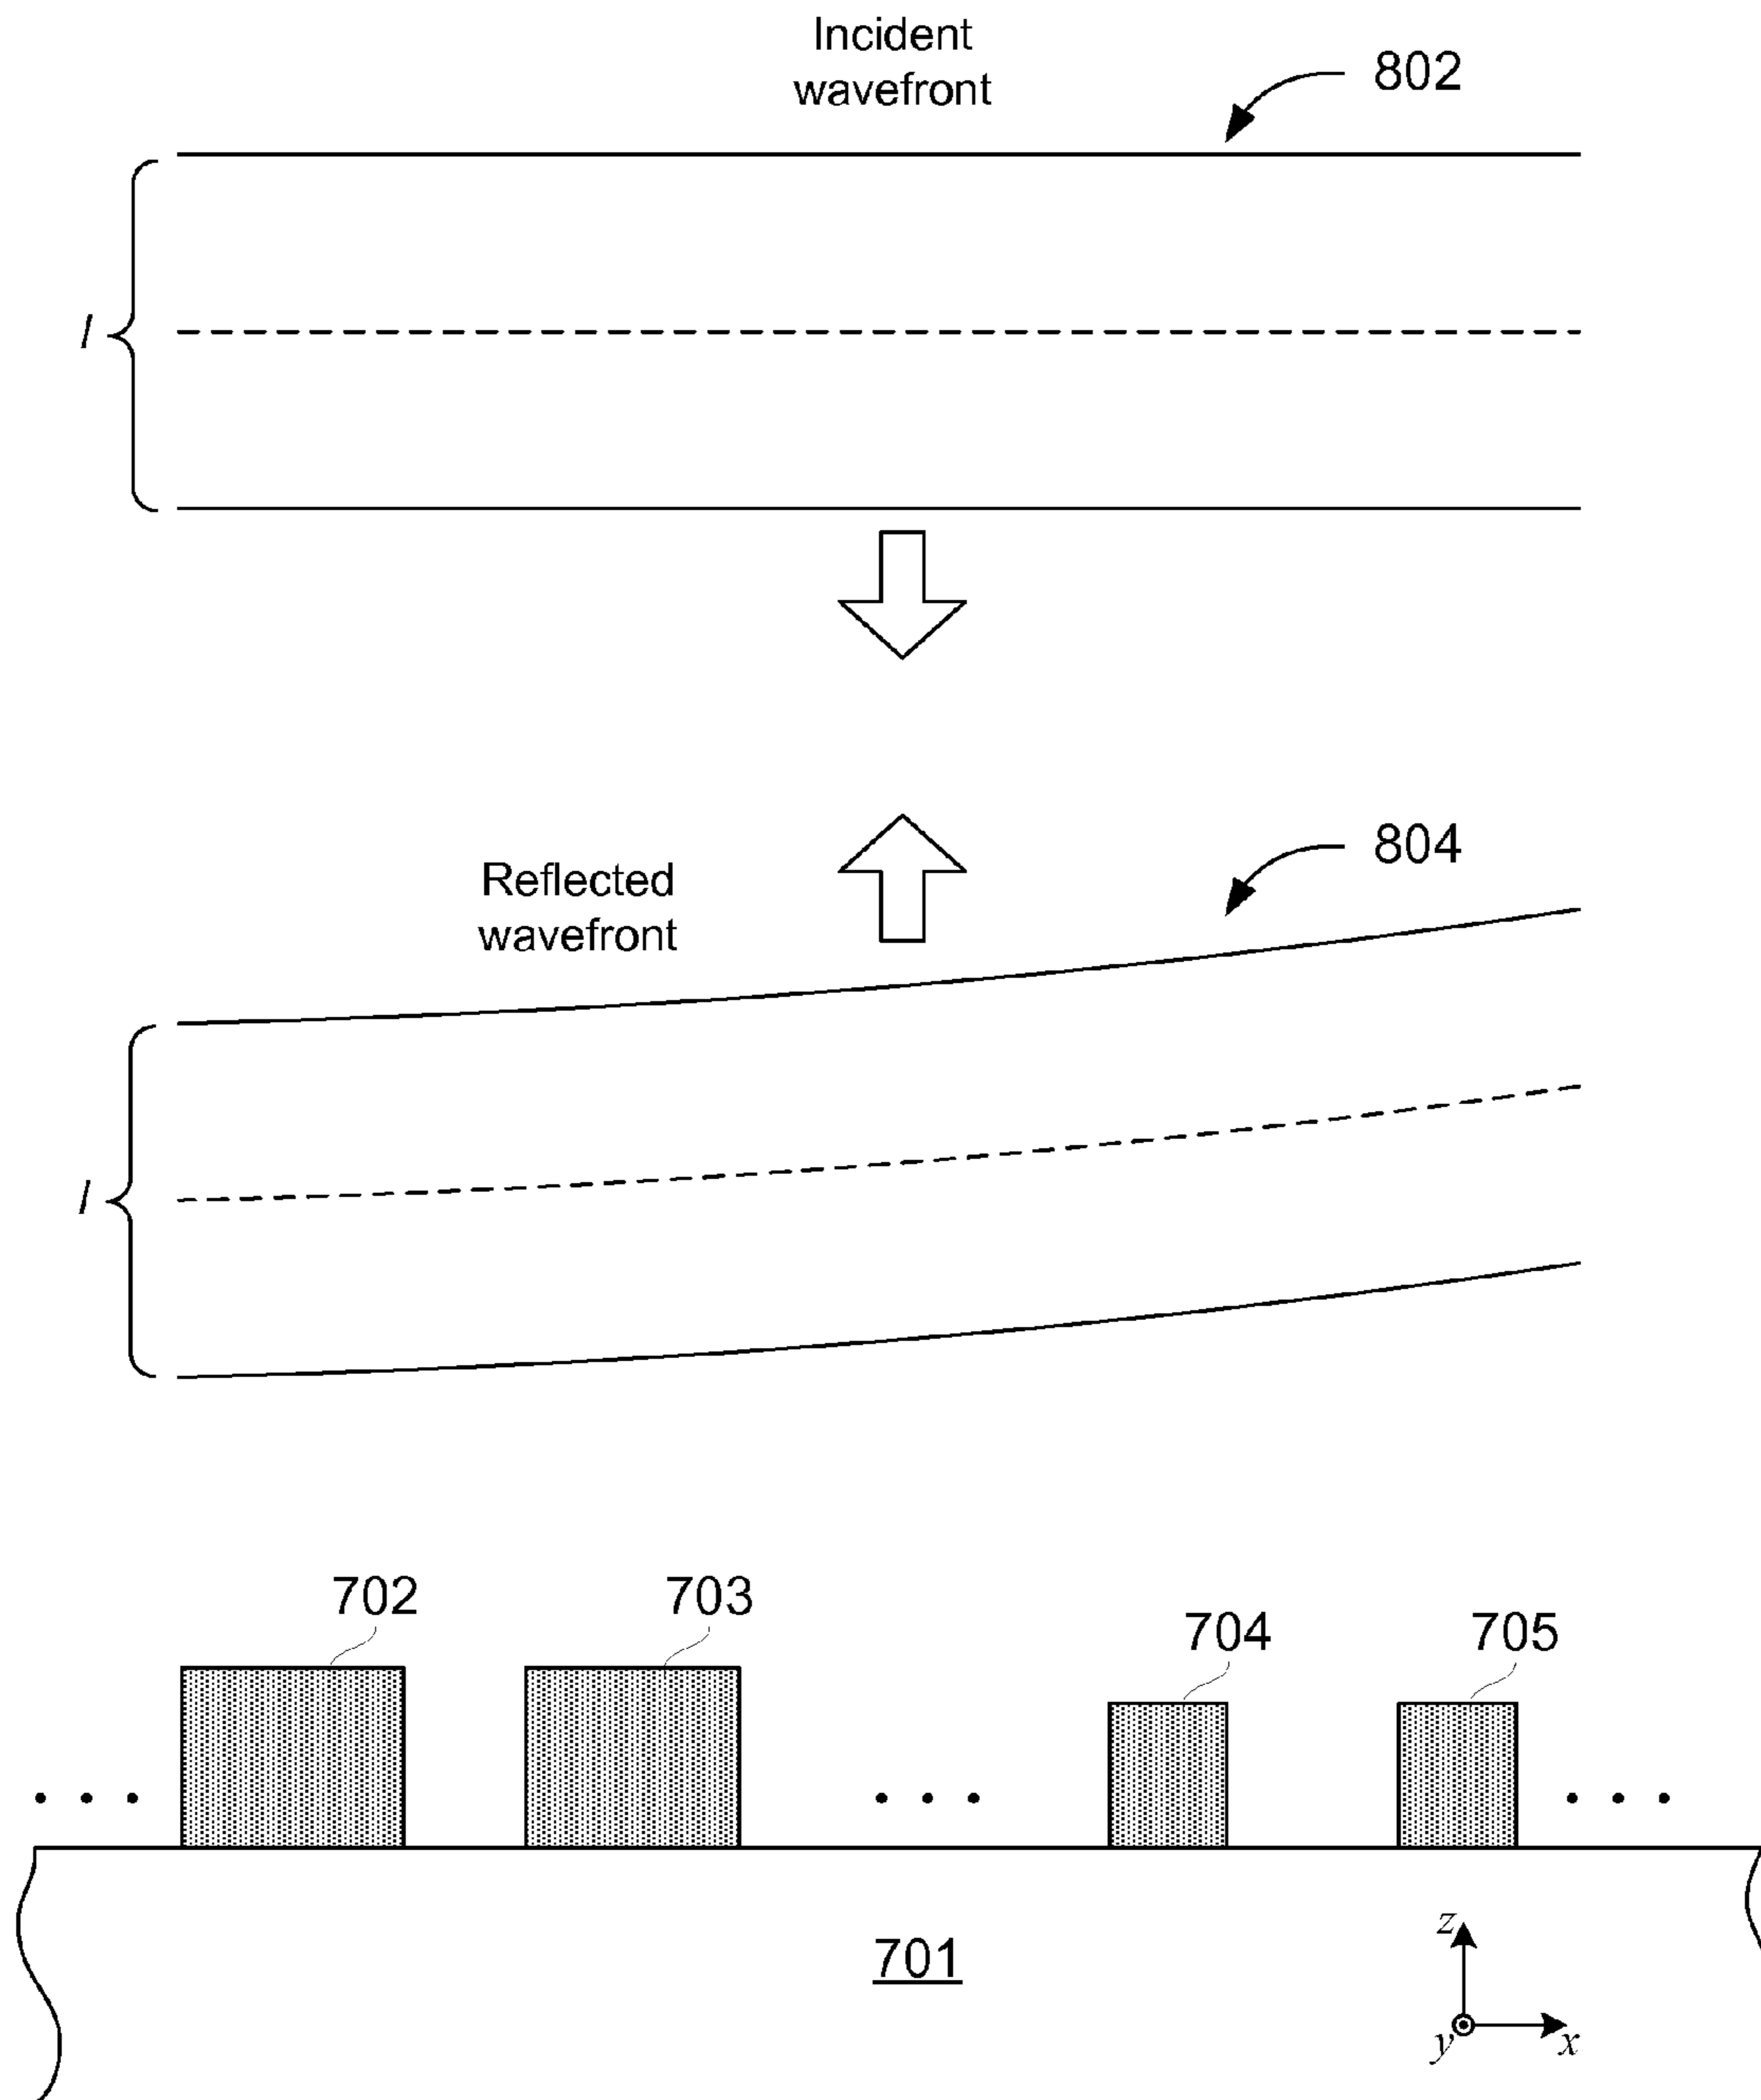 Incident
wavefront
802
l
804
Reflected
wavefront
l
702
703
704
705
701
z
y
x